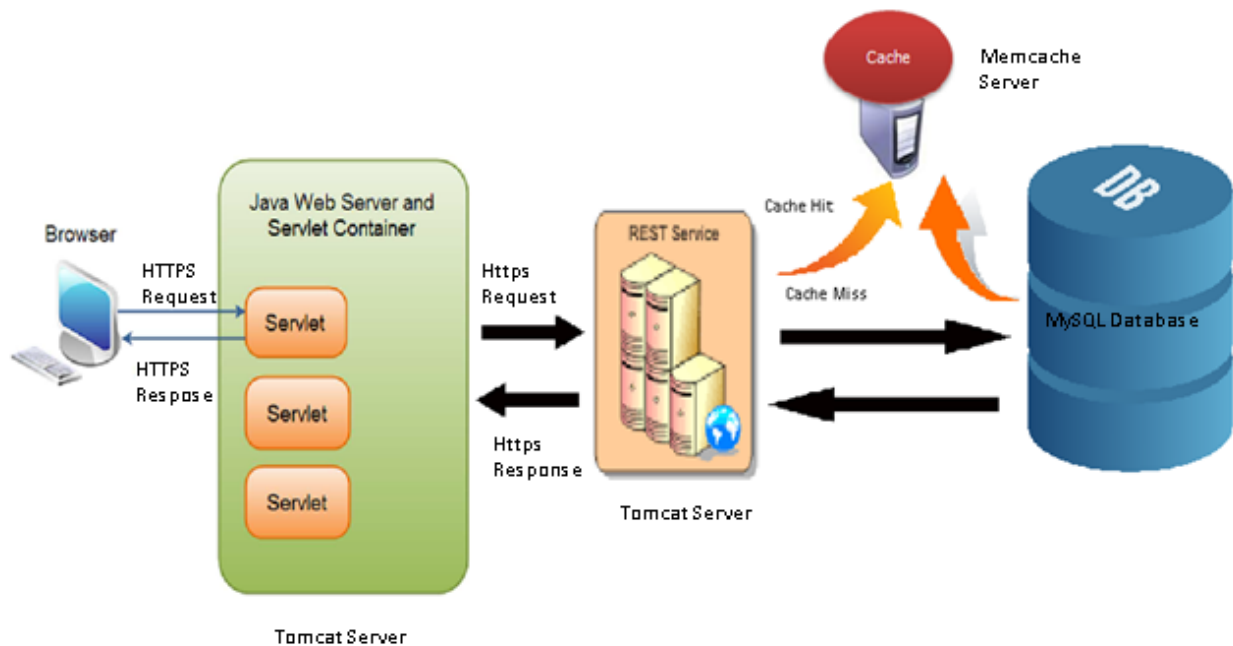 Cache
Memcache
Server
DB
Java Web Server and
Servlet Container
Browser
HTTPS
Request
HTTPS
Respose
Servlet
Servlet
Servlet
Tomcat Server
Https
Request
Https
Response
REST Service
Tomcat Server
Cache Hit
Cache Miss
MySQL Database